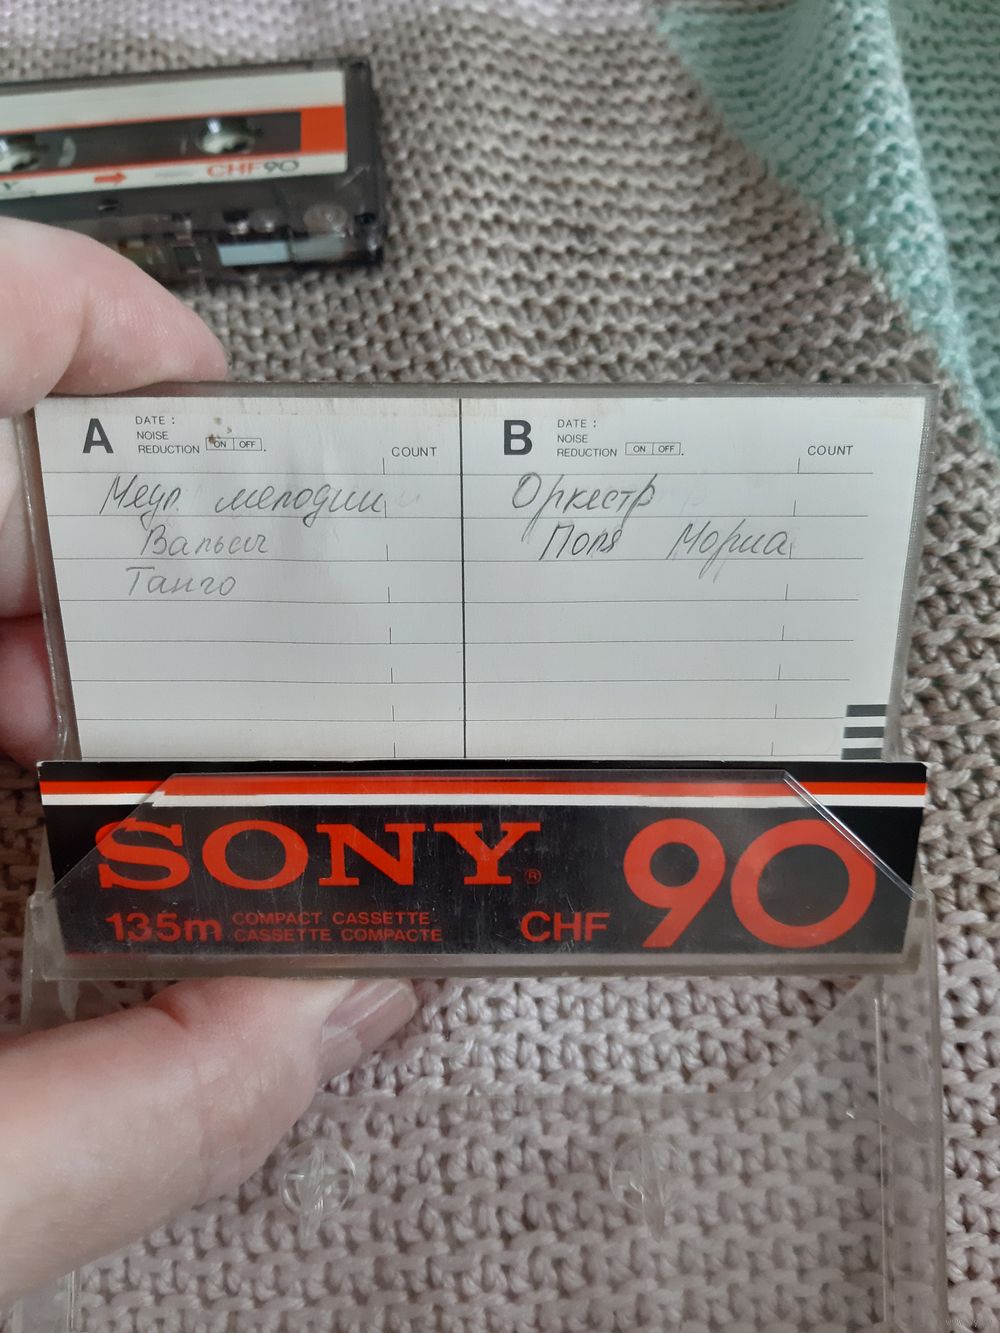 CHF90
A DATE :
NOISE
REDUCTION ON OFF .
COUNT
Медл. мелодии
Вальсы
Танго
B DATE :
NOISE
REDUCTION ON OFF .
COUNT
Оркестр
Поля Мориа
SONY® 90
135m COMPACT CASSETTE
CASSETTE COMPACTE
CHF